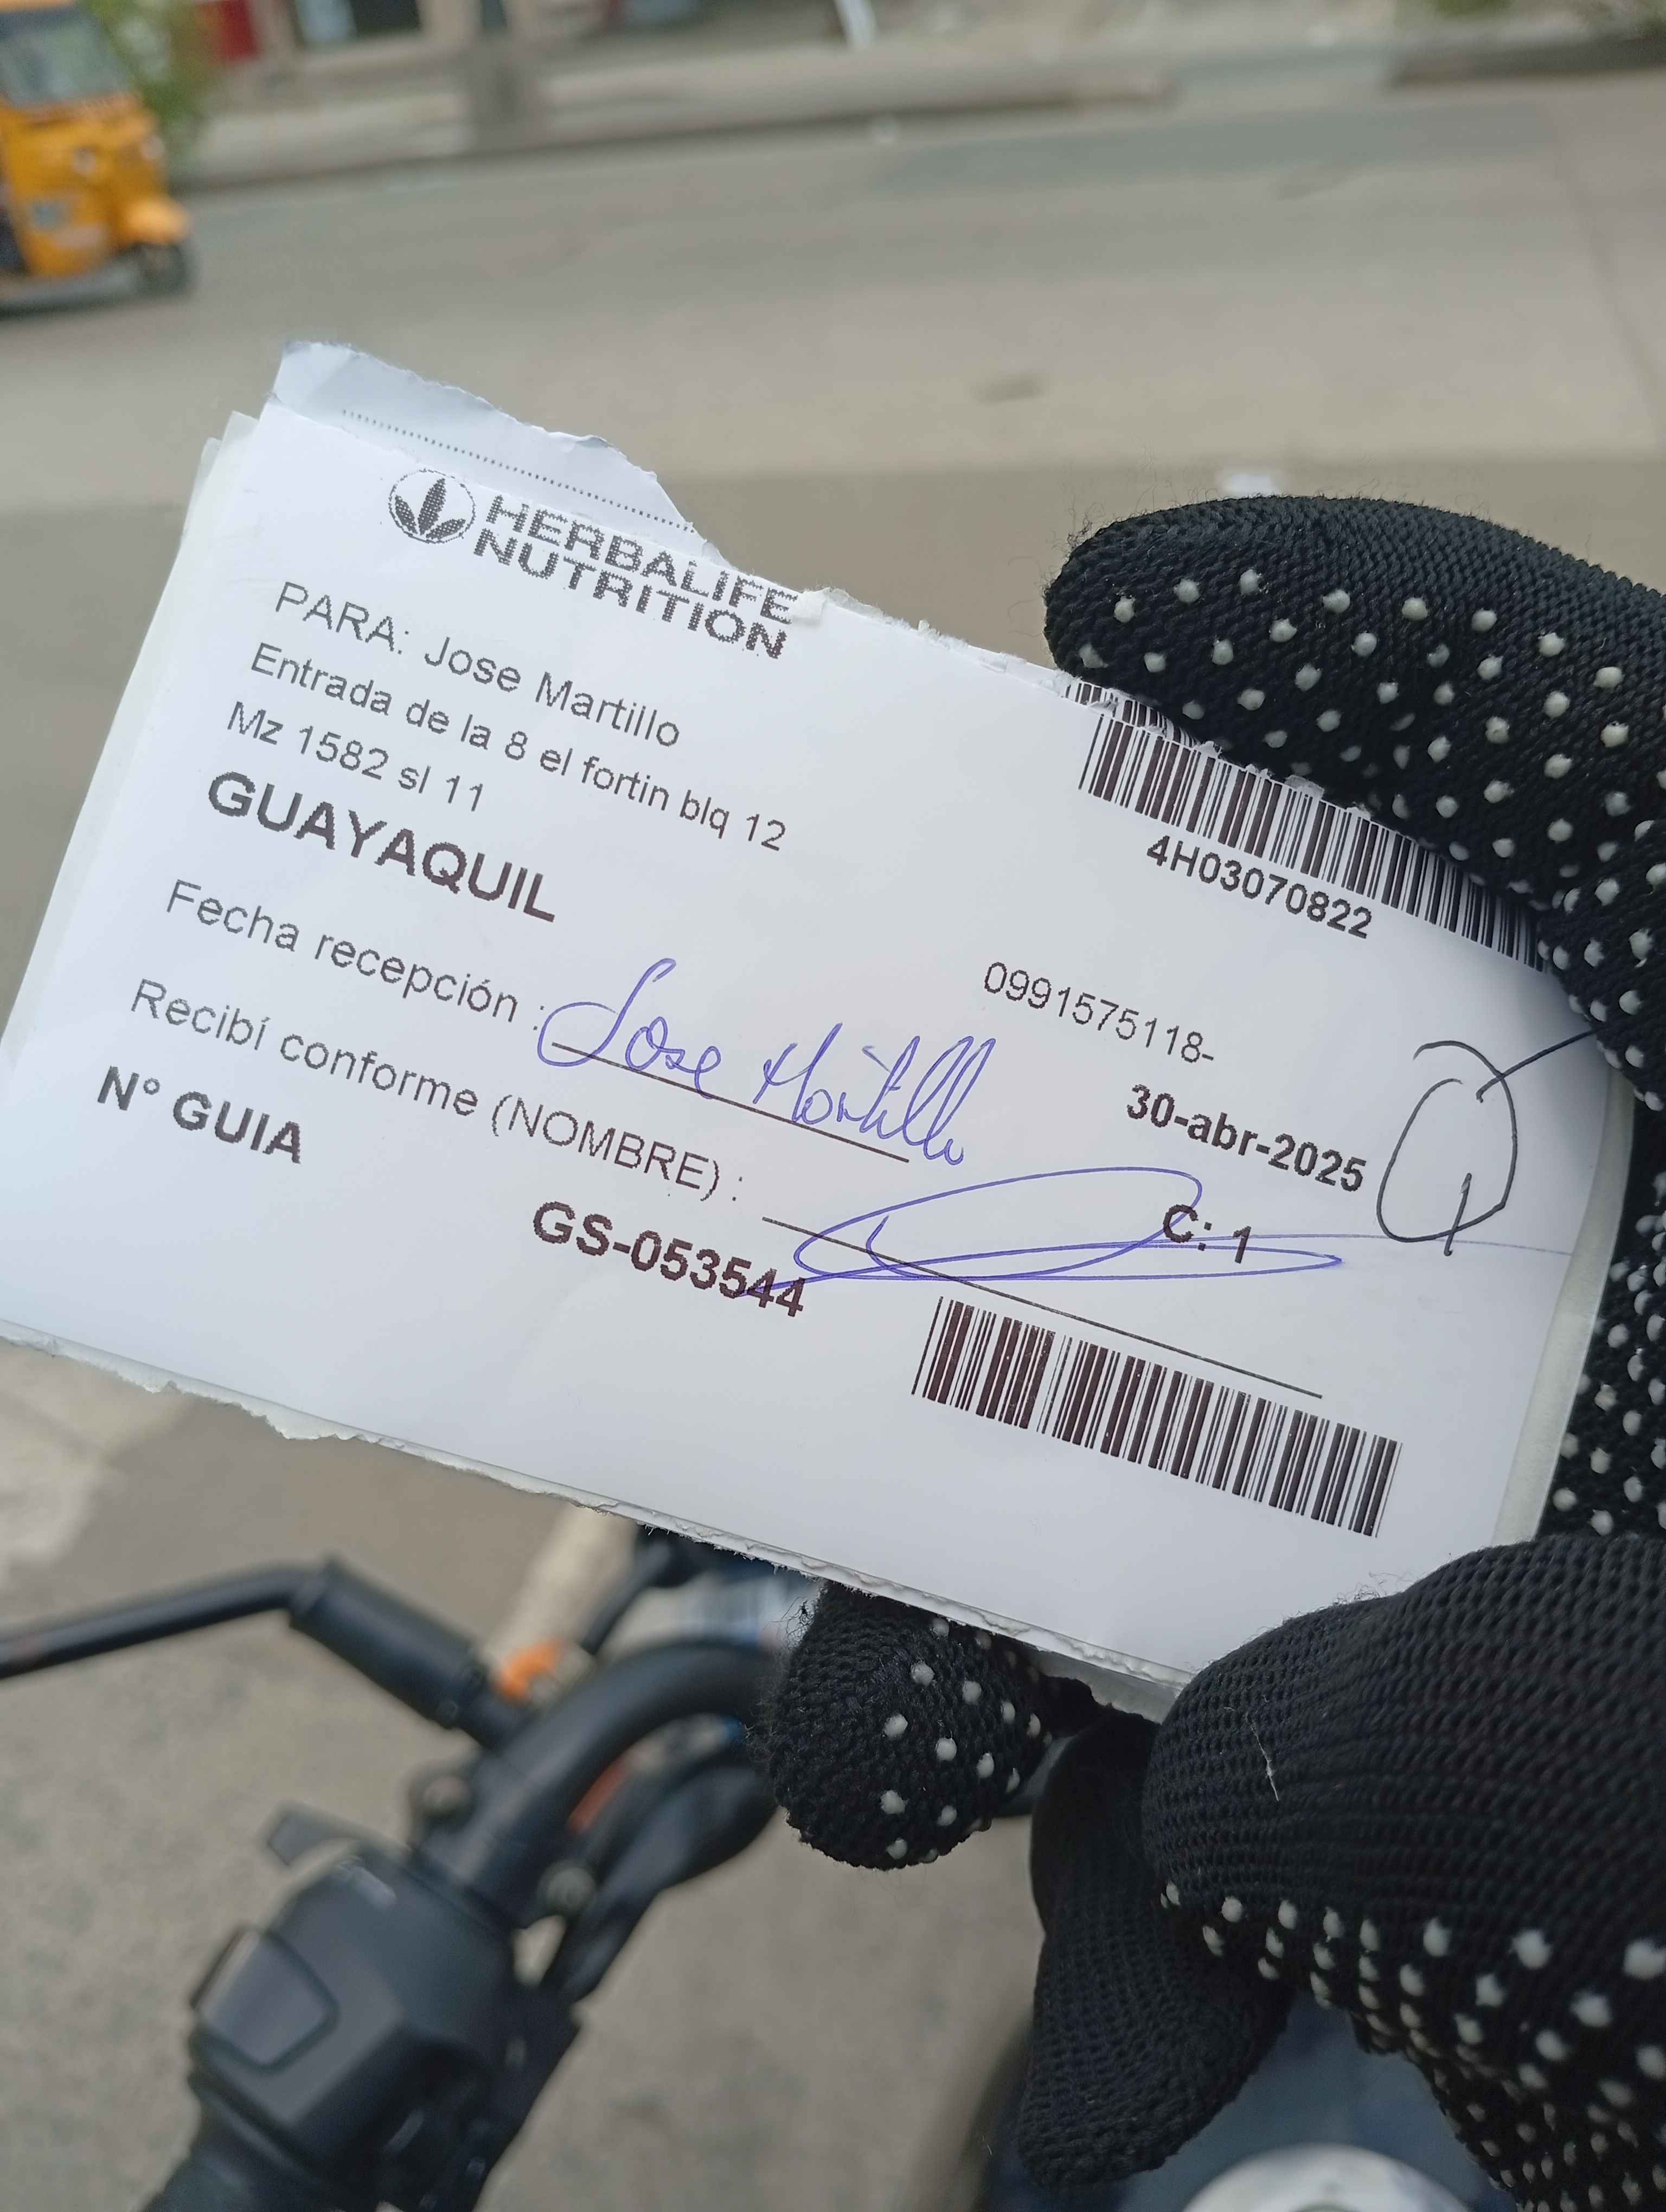 HERBALIFE
NUTRITION
PARA: Jose Martillo
Entrada de la 8 el fortin blq 12
Mz 1582 sl 11
GUAYAQUIL
4H03070822
0991575118-
Fecha recepción : Jose Martillo
30-abr-2025
Recibí conforme (NOMBRE) :
C: 1
N° GUIA
GS-053544